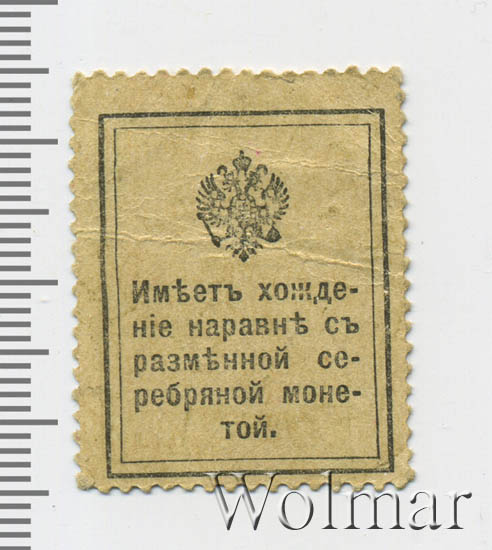 Имѣетъ хожде-
ніе наравнѣ съ
размѣнной се-
ребряной моне-
той.
Wolmar